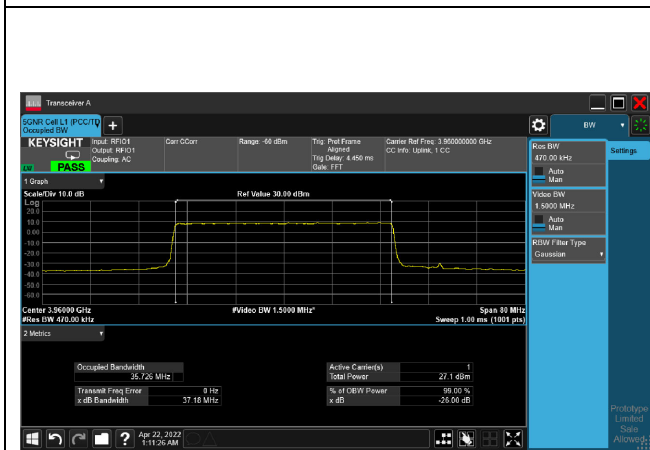 Transceiver A
5GNR Cell L1 (PCC/TD
Occupied BW
+
BW
KEYSIGHT
Input: RFIO1
Output: RFIO1
Coupling: AC
Corr CCorr
Range: -60 dBm
Trig: Prot Frame
Aligned
Trig Delay: 4.450 ms
Gate: FFT
Carrier Ref Freq: 3.960000000 GHz
CC Info: Uplink, 1 CC
PASS
Res BW
470.00 kHz
Auto
Man
Settings
Video BW
1.5000 MHz
Auto
Man
RBW Filter Type
Gaussian
1 Graph
Scale/Div 10.0 dB
Ref Value 30.00 dBm
Log
20.0
10.0
0.00
-10.0
-20.0
-30.0
-40.0
-50.0
-60.0
Center 3.96000 GHz
#Video BW 1.5000 MHz*
Span 80 MHz
#Res BW 470.00 kHz
Sweep 1.00 ms (1001 pts)
2 Metrics
Occupied Bandwidth
35.726 MHz
Active Carrier(s) 1
Total Power 27.1 dBm
Transmit Freq Error 0 Hz
x dB Bandwidth 37.18 MHz
% of OBW Power 99.00 %
x dB -26.00 dB
Prototype
Limited
Sale
Allowed
?
Apr 22, 2022
1:11:26 AM